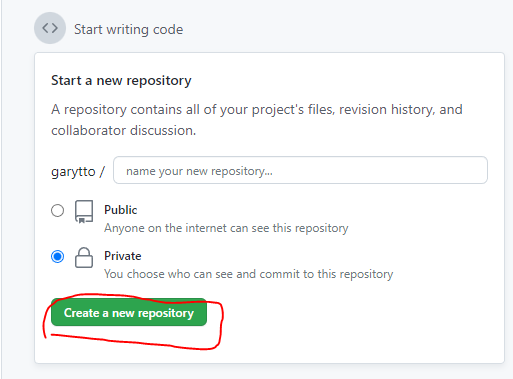 Start writing code
Start a new repository
A repository contains all of your project's files, revision history, and
collaborator discussion.
garytto / name your new repository...
Public
Anyone on the internet can see this repository
Private
You choose who can see and commit to this repository
Create a new repository